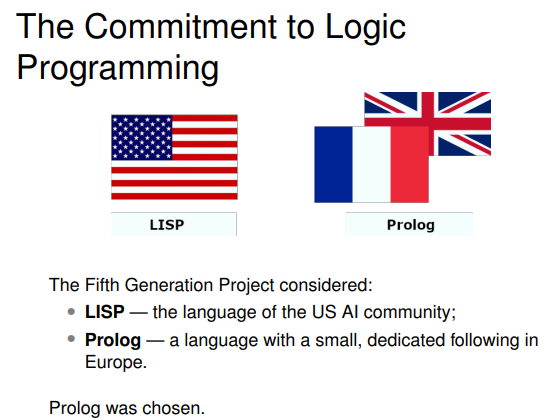 The Commitment to Logic
Programming
LISP
Prolog
The Fifth Generation Project considered:
• LISP — the language of the US AI community;
• Prolog — a language with a small, dedicated following in
Europe.
Prolog was chosen.